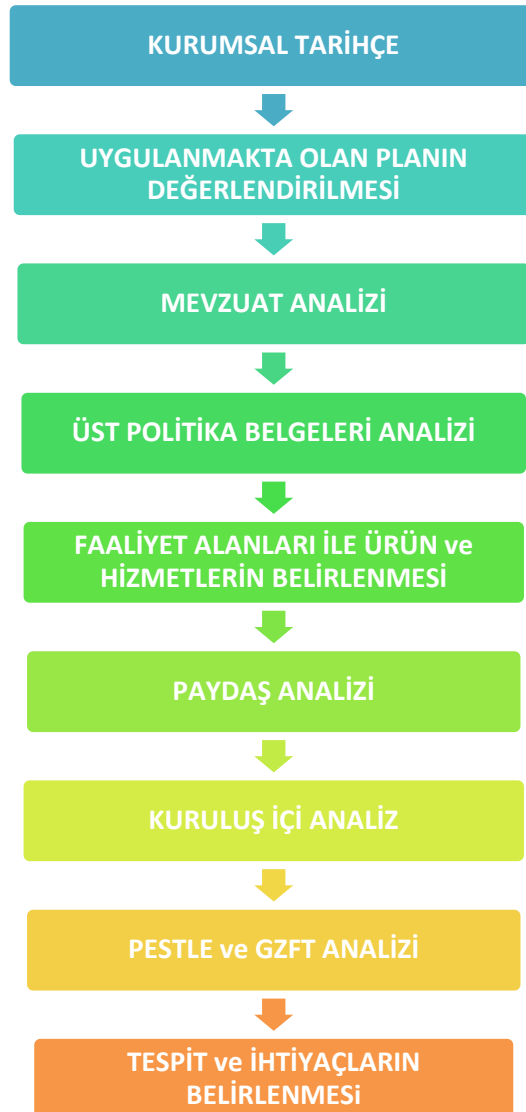 KURUMSAL TARİHÇE
UYGULANMAKTA OLAN PLANIN
DEĞERLENDİRİLMESİ
MEVZUAT ANALİZİ
ÜST POLİTİKA BELGELERİ ANALİZİ
FAALİYET ALANLARI İLE ÜRÜN ve
HİZMETLERİN BELİRLENMESİ
PAYDAŞ ANALİZİ
KURULUŞ İÇİ ANALİZ
PESTLE ve GZFT ANALİZİ
TESPİT ve İHTİYAÇLARIN
BELİRLENMESi